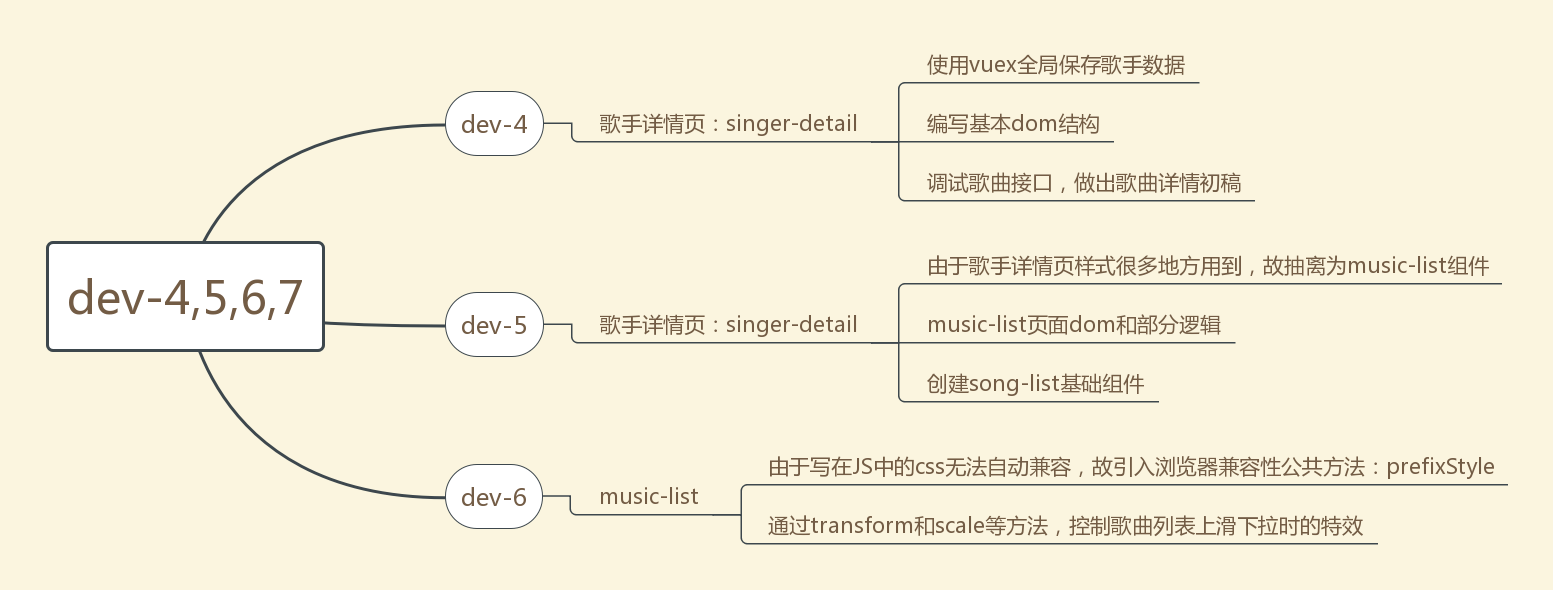 dev-4,5,6,7
dev-4
歌手详情页：singer-detail
使用vuex全局保存歌手数据
编写基本dom结构
调试歌曲接口，做出歌曲详情初稿
dev-5
歌手详情页：singer-detail
由于歌手详情页样式很多地方用到，故抽离为music-list组件
music-list页面dom和部分逻辑
创建song-list基础组件
dev-6
music-list
由于写在JS中的css无法自动兼容，故引入浏览器兼容性公共方法：prefixStyle
通过transform和scale等方法，控制歌曲列表上滑下拉时的特效